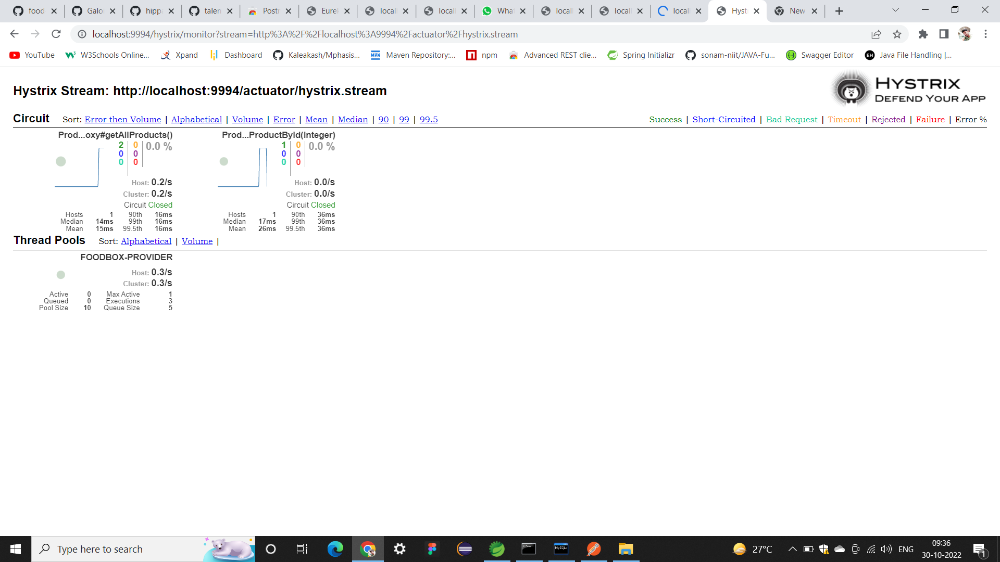 food
Galoi
hippa
talen
Postr
Eurek
locall
locall
What
locall
locall
locall
Hyst
New
localhost:9994/hystrix/monitor?stream=http%3A%2F%2Flocalhost%3A9994%2Factuator%2Fhystrix.stream
YouTube W3Schools Online... Xpand Dashboard Kaleakash/Mphasis... Maven Repository:... npm Advanced REST clie... Spring Initializr sonam-niit/JAVA-Fu... Swagger Editor Java File Handling |...
Hystrix Stream: http://localhost:9994/actuator/hystrix.stream
HYSTRIX
DEFEND YOUR APP
Circuit Sort: Error then Volume | Alphabetical | Volume | Error | Mean | Median | 90 | 99 | 99.5
Success | Short-Circuited | Bad Request | Timeout | Rejected | Failure | Error %
Prod...oxy#getAllProducts()
2 0 0.0 %
0 0
0 0
Host: 0.2/s
Cluster: 0.2/s
Circuit Closed
Hosts 1 90th 16ms
Median 14ms 99th 16ms
Mean 15ms 99.5th 16ms
Prod...ProductById(Integer)
1 0 0.0 %
0 0
0 0
Host: 0.0/s
Cluster: 0.0/s
Circuit Closed
Hosts 1 90th 36ms
Median 17ms 99th 36ms
Mean 26ms 99.5th 36ms
Thread Pools Sort: Alphabetical | Volume |
FOODBOX-PROVIDER
Host: 0.3/s
Cluster: 0.3/s
Active 0 Max Active 1
Queued 0 Executions 3
Pool Size 10 Queue Size 5
Type here to search
27°C
ENG
09:36
30-10-2022
1